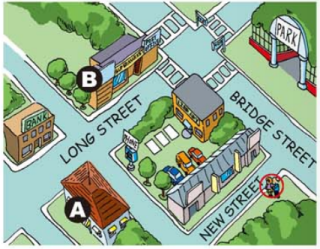 PARK
B
BANK
LONG STREET
BRIDGE STREET
A
NEW STREET